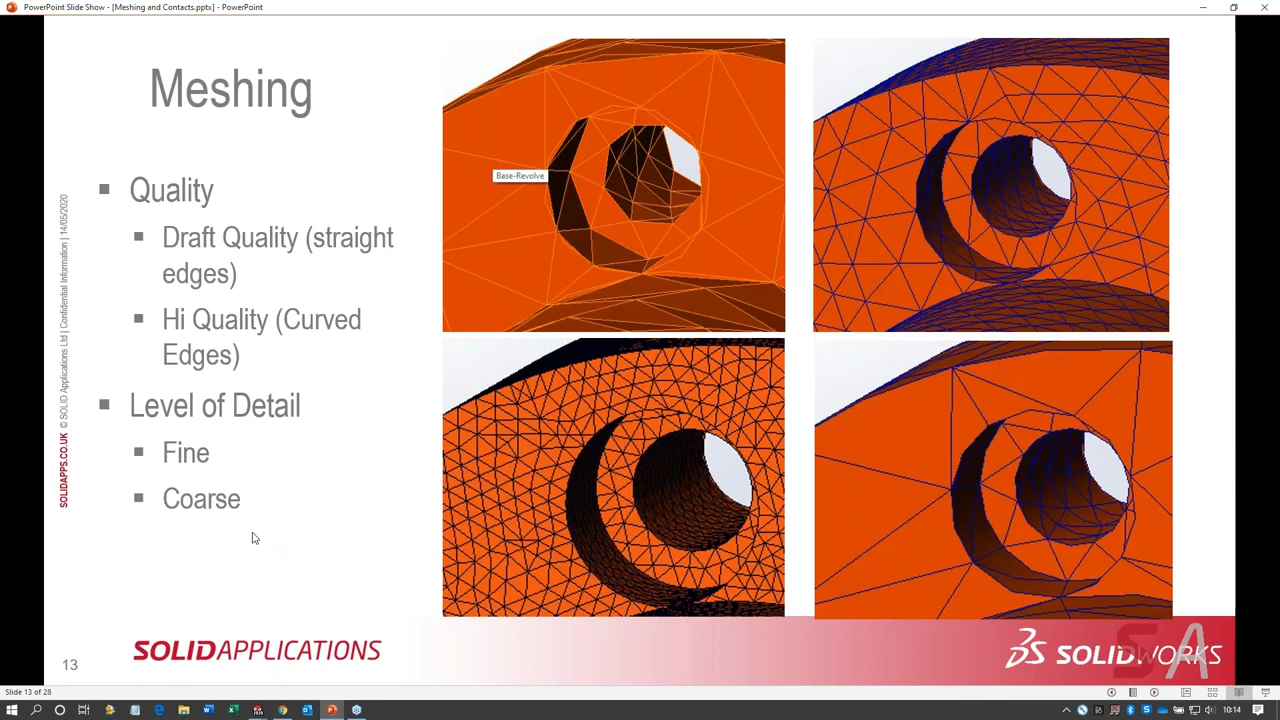 PowerPoint Slide Show - [Meshing and Contacts.pptx] - PowerPoint
Meshing
Quality
Draft Quality (straight
edges)
Hi Quality (Curved
Edges)
Level of Detail
Fine
Coarse
Base-Revolve
SOLIDAPPS.CO.UK © SOLID Applications Ltd | Confidential Information | 14/05/2020
13
SOLIDAPPLICATIONS
SOLIDWORKS
SA
Slide 13 of 28
10:14